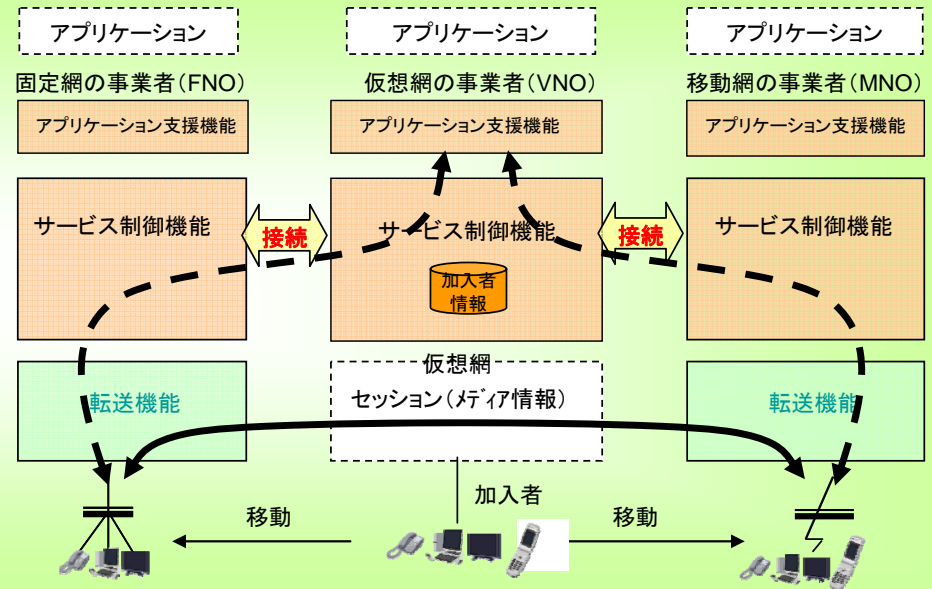 アプリケーション
アプリケーション
アプリケーション
固定網の事業者(FNO)
仮想網の事業者(VNO)
移動網の事業者(MNO)
アプリケーション支援機能
アプリケーション支援機能
アプリケーション支援機能
サービス制御機能
接続
サービス制御機能
接続
サービス制御機能
加入者
情報
仮想網
転送機能
セッション(メディア情報)
転送機能
加入者
移動
移動